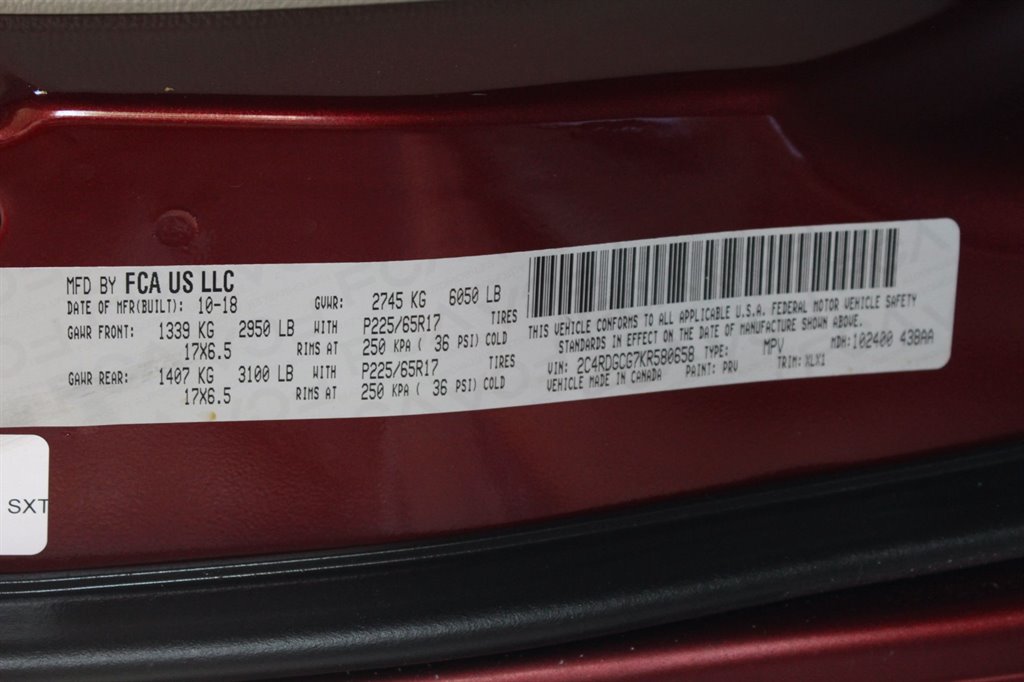 MFD BY FCA US LLC
DATE OF MFR(BUILT): 10-18 GVWR: 2745 KG 6050 LB
GAWR FRONT: 1339 KG 2950 LB WITH P225/65R17 TIRES
17X6.5 RIMS AT 250 KPA ( 36 PSI) COLD
GAWR REAR: 1407 KG 3100 LB WITH P225/65R17 TIRES
17X6.5 RIMS AT 250 KPA ( 36 PSI) COLD
THIS VEHICLE CONFORMS TO ALL APPLICABLE U.S.A. FEDERAL MOTOR VEHICLE SAFETY
STANDARDS IN EFFECT ON THE DATE OF MANUFACTURE SHOWN ABOVE.
VIN: 2C4RDGCG7KR580658 TYPE: MPV MDH: 102400 438AA
VEHICLE MADE IN CANADA PAINT: PRV TRIM: XLX1
SXT